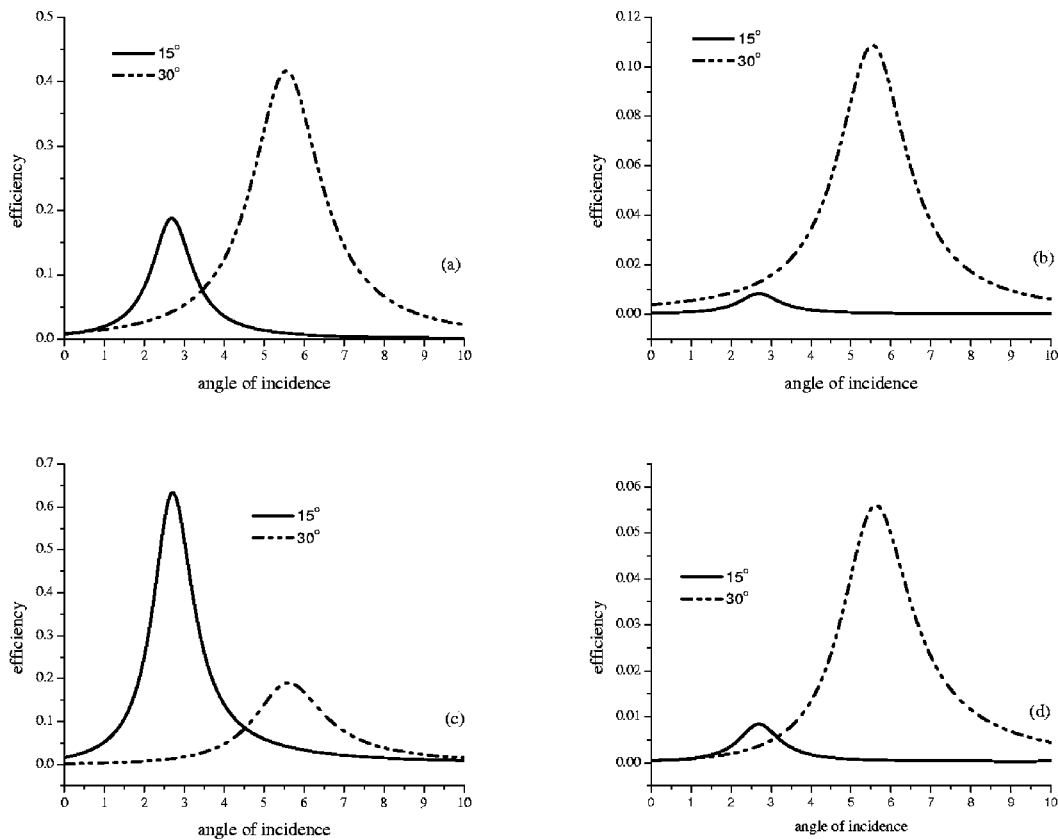 0.5
0.4
0.3
0.2
0.1
0.0
efficiency
15°
30°
(a)
0 1 2 3 4 5 6 7 8 9 10
angle of incidence
0.12
0.10
0.08
0.06
0.04
0.02
0.00
efficiency
15°
30°
(b)
0 1 2 3 4 5 6 7 8 9 10
angle of incidence
0.7
0.6
0.5
0.4
0.3
0.2
0.1
0.0
efficiency
15°
30°
(c)
0 1 2 3 4 5 6 7 8 9 10
angle of incidence
0.06
0.05
0.04
0.03
0.02
0.01
0.00
efficiency
15°
30°
(d)
0 1 2 3 4 5 6 7 8 9 10
angle of incidence